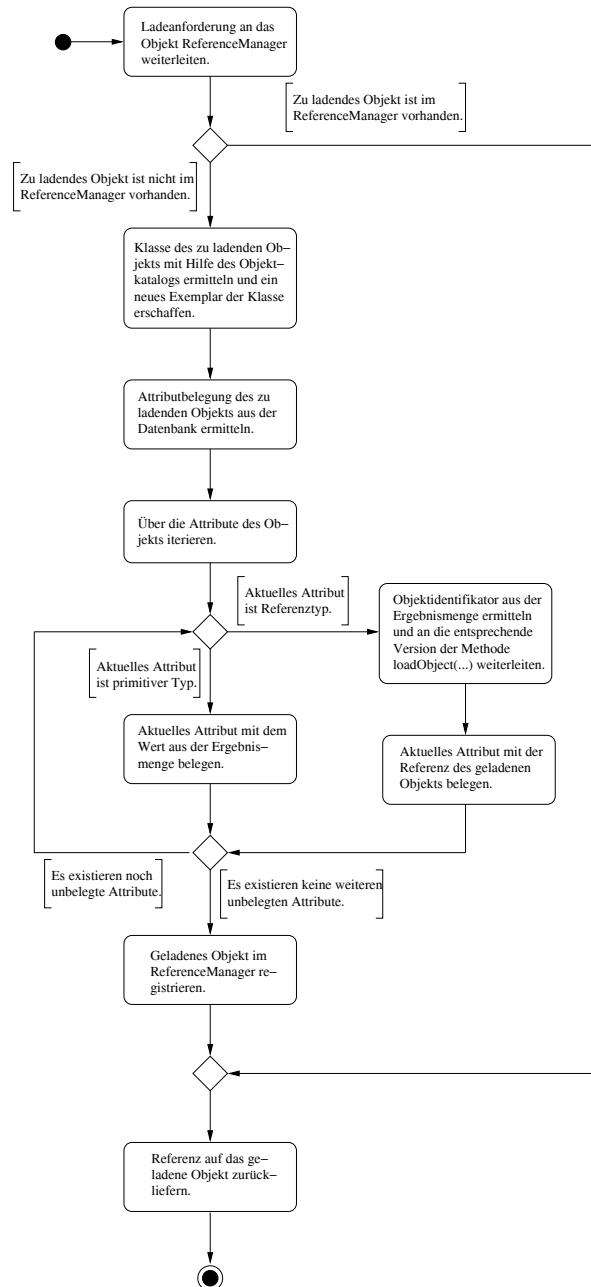 Ladeanforderung an das
Objekt ReferenceManager
weiterleiten.
Zu ladendes Objekt ist im
ReferenceManager vorhanden.
Zu ladendes Objekt ist nicht im
ReferenceManager vorhanden.
Klasse des zu ladenden Ob–
jekts mit Hilfe des Objekt–
katalogs ermitteln und ein
neues Exemplar der Klasse
erschaffen.
Attributbelegung des zu
ladenden Objekts aus der
Datenbank ermitteln.
Über die Attribute des Ob–
jekts iterieren.
Aktuelles Attribut
ist Referenztyp.
Objektidentifikator aus der
Ergebnismenge ermitteln
und an die entsprechende
Version der Methode
loadObject(...) weiterleiten.
Aktuelles Attribut
ist primitiver Typ.
Aktuelles Attribut mit dem
Wert aus der Ergebnis–
menge belegen.
Aktuelles Attribut mit der
Referenz des geladenen
Objekts belegen.
Es existieren noch
unbelegte Attribute.
Es existieren keine weiteren
unbelegten Attribute.
Geladenes Objekt im
ReferenceManager re–
gistrieren.
Referenz auf das ge–
ladene Objekt zurück–
liefern.